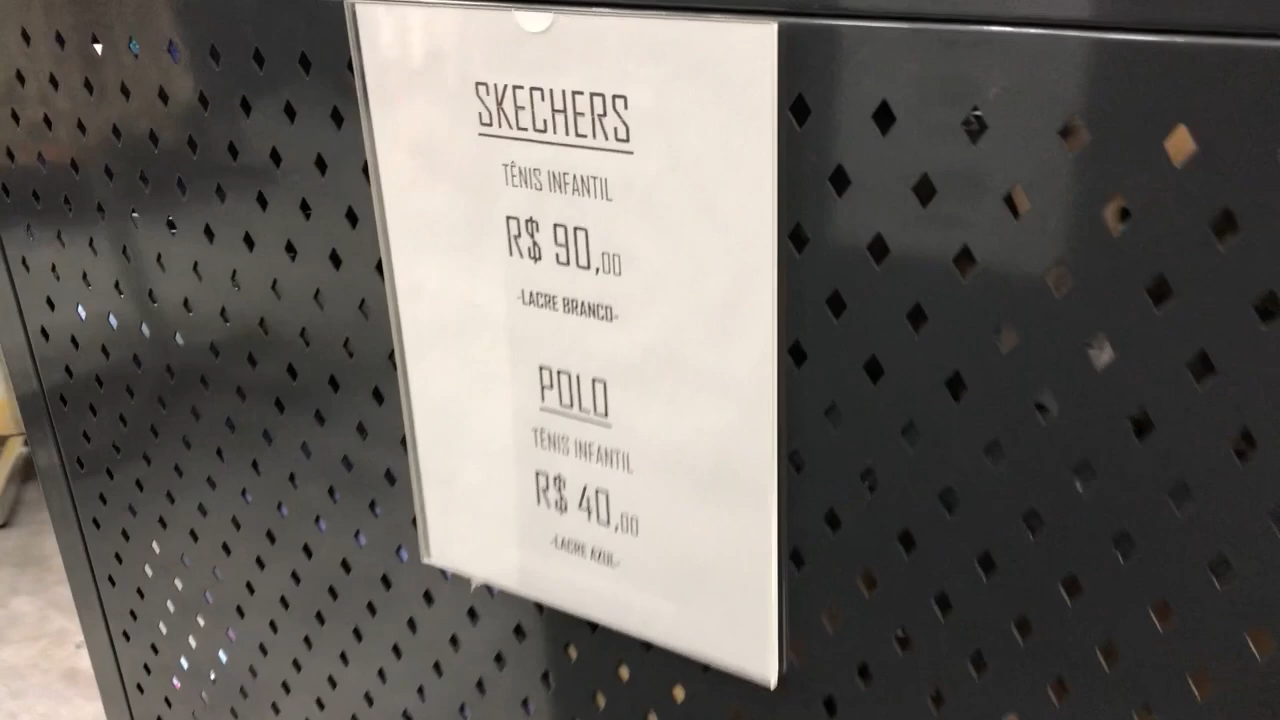 SKECHERS
TÊNIS INFANTIL
R$ 90,00
-LACRE BRANCO-
POLO
TÊNIS INFANTIL
R$ 40,00
-LACRE AZUL-